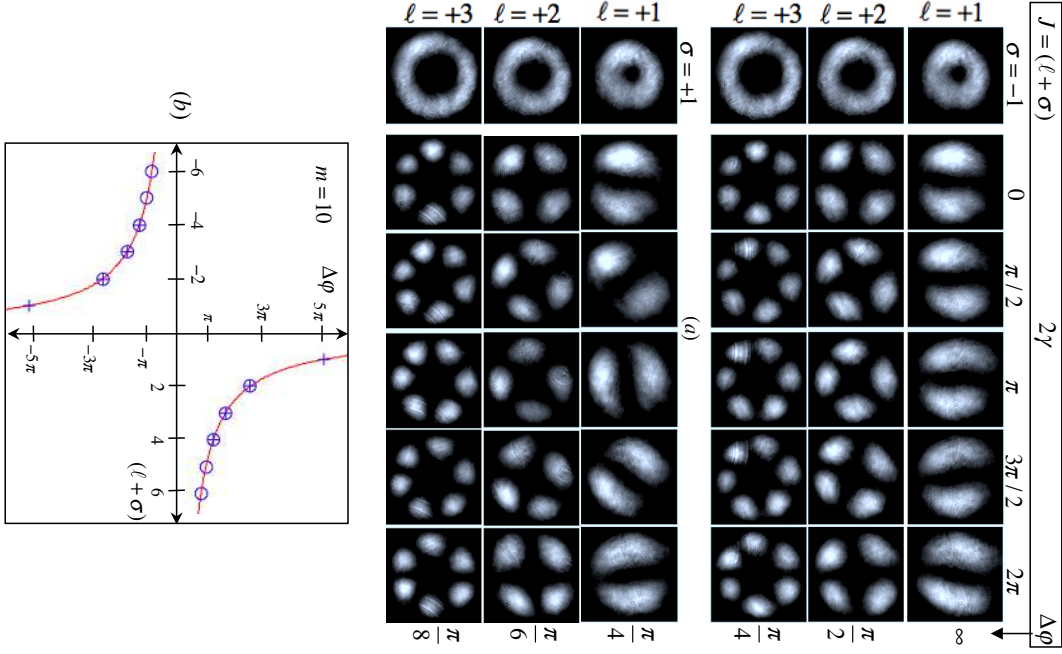 J = (ℓ + σ) Δφ
2γ
σ = −1 0 π / 2 π 3π / 2 2π
ℓ = +1 ∞
ℓ = +2 π/2
ℓ = +3 π/4
(a)
σ = +1
ℓ = +1 π/4
ℓ = +2 π/6
ℓ = +3 π/8
m = 10 Δφ
5π
3π
π
-6 -4 -2 2 4 6
(ℓ + σ)
−π
−3π
−5π
(b)